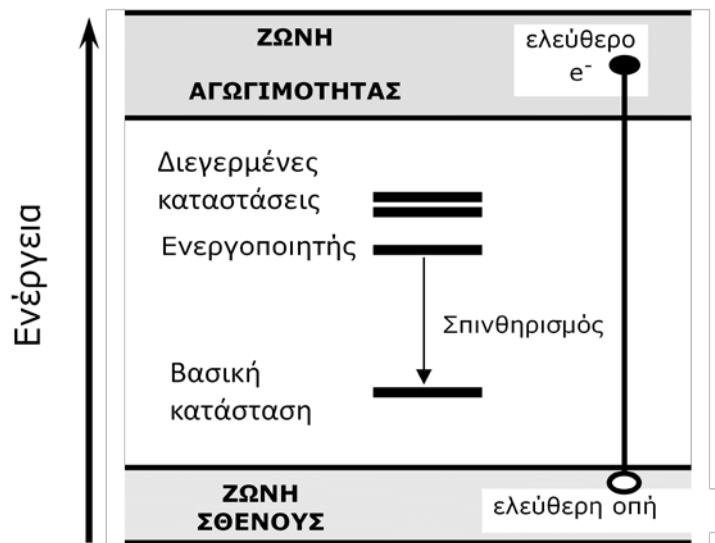 ΖΩΝΗ
ΑΓΩΓΙΜΟΤΗΤΑΣ
ελεύθερο
e-
Διεγερμένες
καταστάσεις
Ενεργοποιητής
Σπινθηρισμός
Βασική
κατάσταση
ΖΩΝΗ
ΣΘΕΝΟΥΣ
ελεύθερη οπή
Ενέργεια